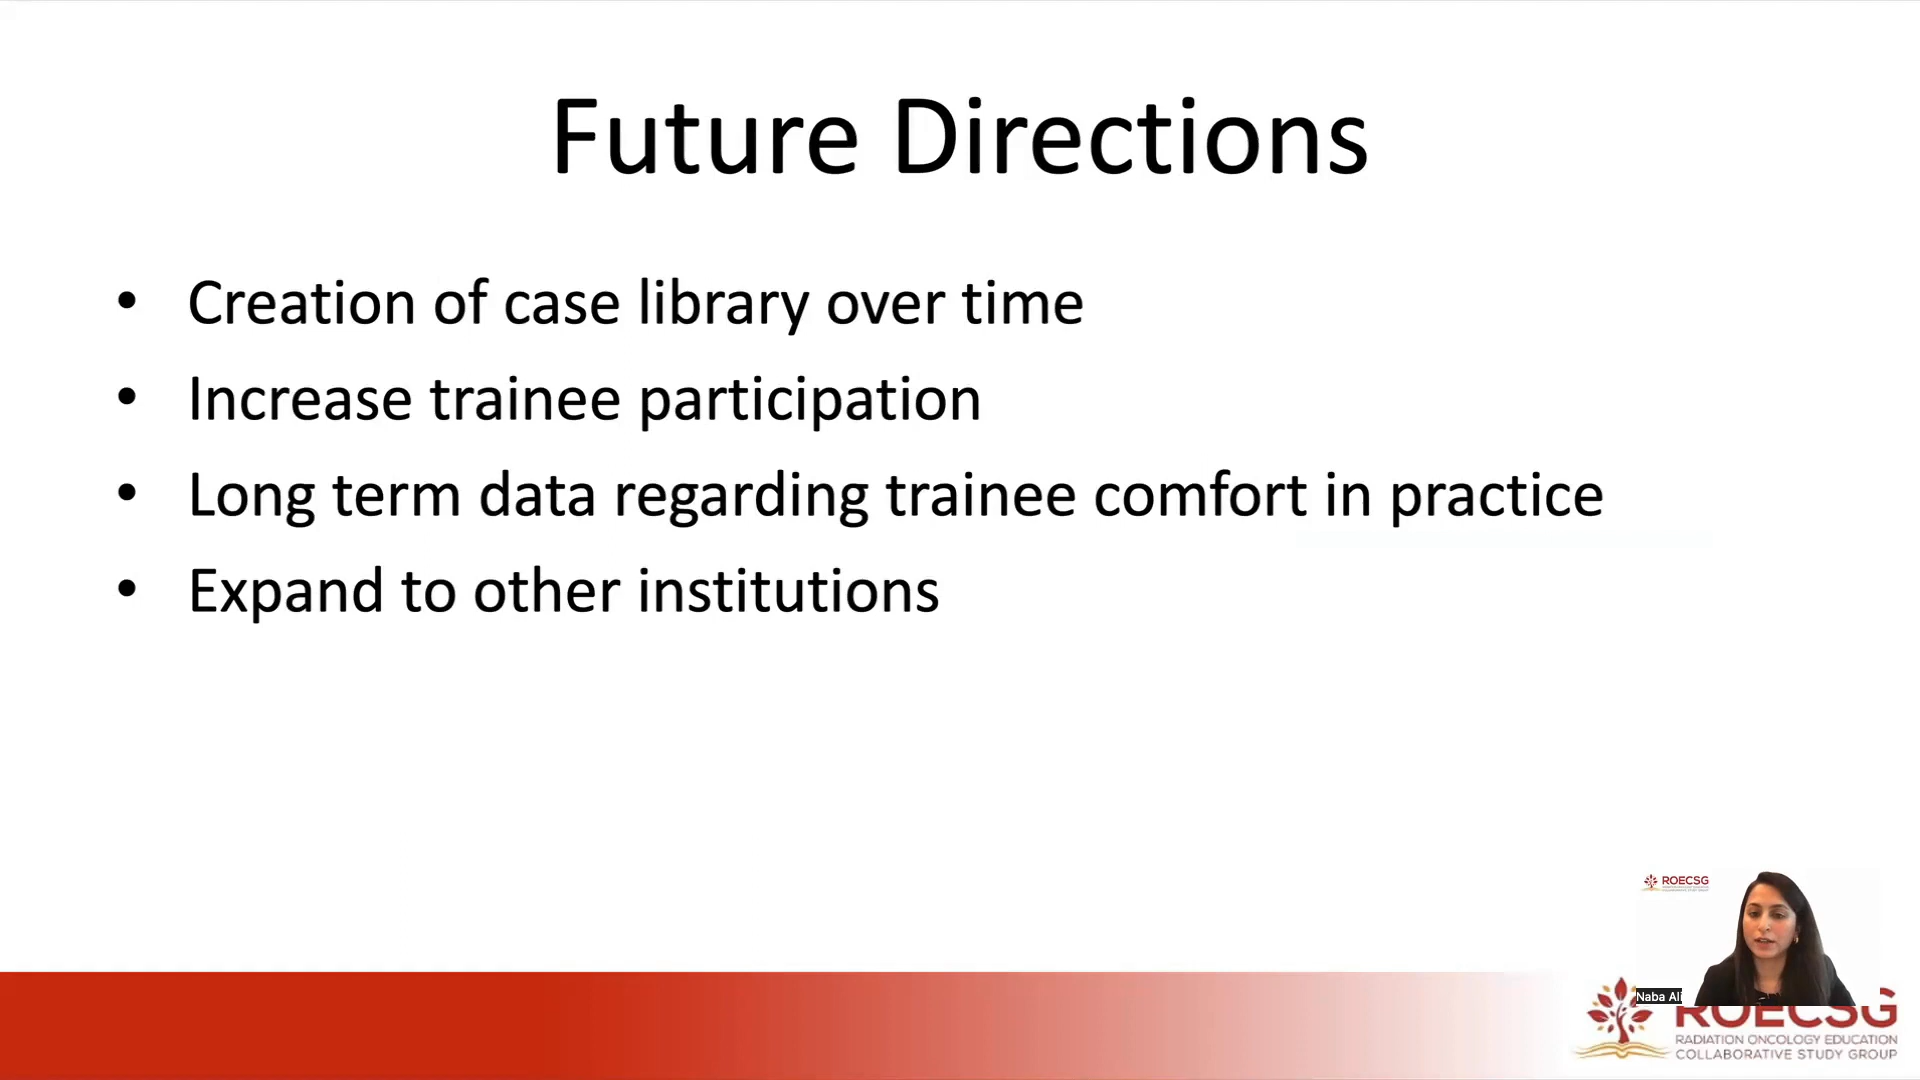 Future Directions
• Creation of case library over time
• Increase trainee participation
• Long term data regarding trainee comfort in practice
• Expand to other institutions
ROECSG
Naba Ali
ROECSG
RADIATION ONCOLOGY EDUCATION
COLLABORATIVE STUDY GROUP